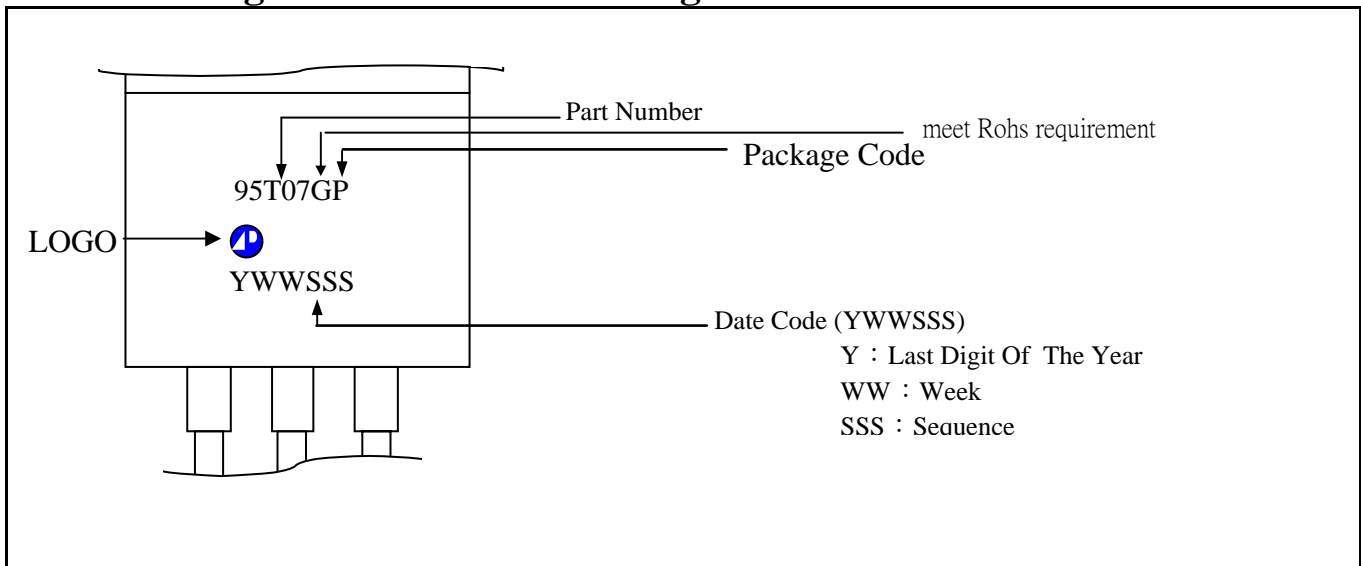 Part Number
meet Rohs requirement
Package Code
95T07GP
LOGO
YWWSSS
Date Code (YWWSSS)
Y：Last Digit Of The Year
WW：Week
SSS：Sequence